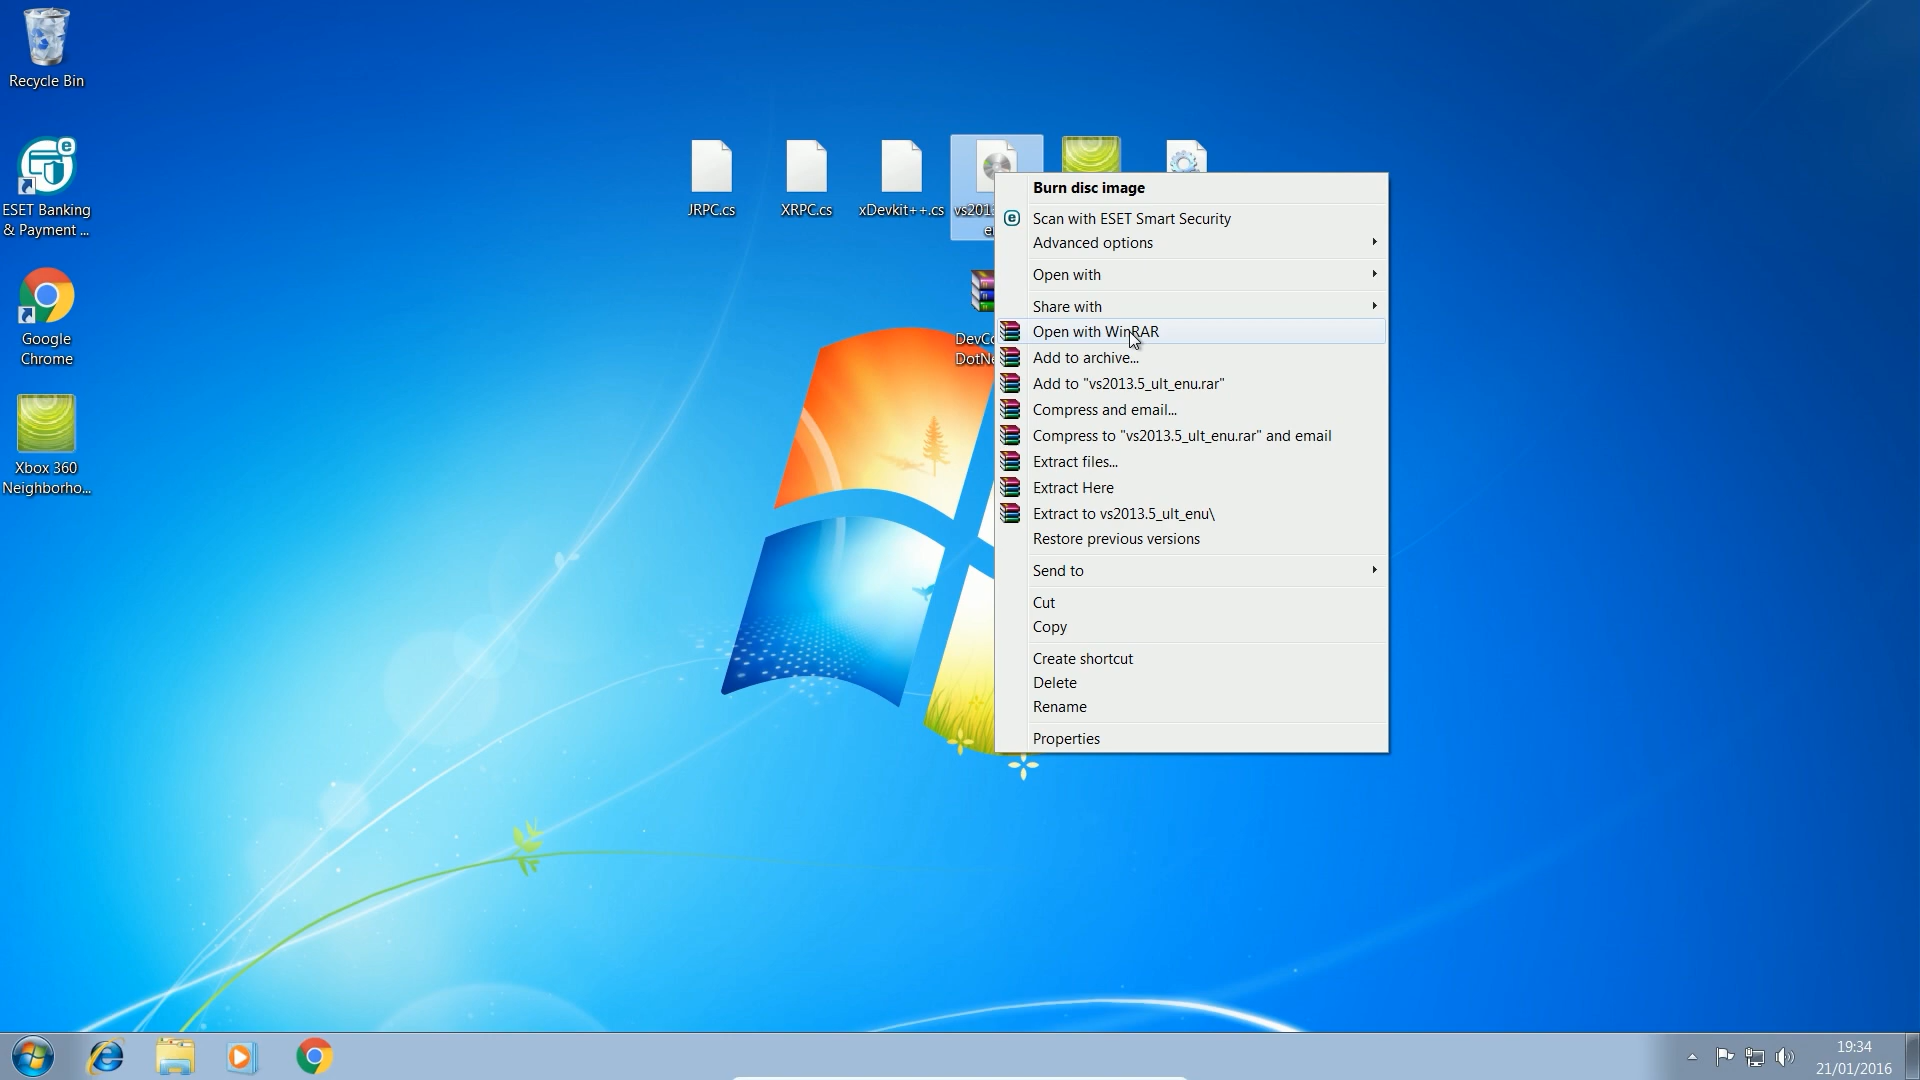 Recycle Bin
ESET Banking
& Payment ...
Google
Chrome
Xbox 360
Neighborho...
JRPC.cs
XRPC.cs
xDevkit++.cs
Burn disc image
Scan with ESET Smart Security
Advanced options
Open with
Share with
Open with WinRAR
Add to archive...
Add to "vs2013.5_ult_enu.rar"
Compress and email...
Compress to "vs2013.5_ult_enu.rar" and email
Extract files...
Extract Here
Extract to vs2013.5_ult_enu\
Restore previous versions
Send to
Cut
Copy
Create shortcut
Delete
Rename
Properties
19:34
21/01/2016